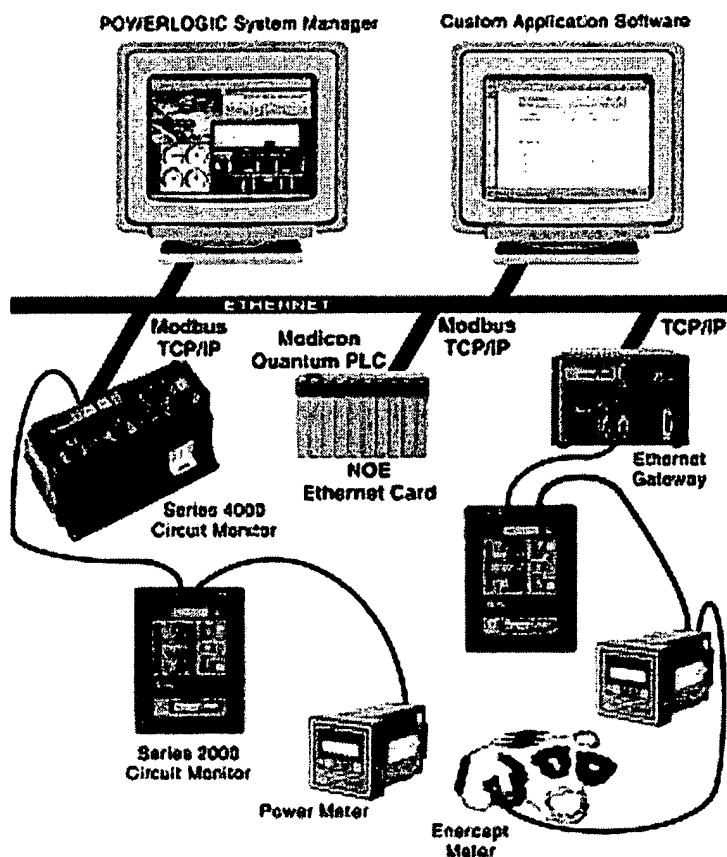 POWERLOGIC System Manager
Custom Application Software
ETHERNET
Modbus
TCP/IP
Modicon
Quantum PLC
Modbus
TCP/IP
TCP/IP
NOE
Ethernet Card
Ethernet
Gateway
Series 4000
Circuit Monitor
Series 2000
Circuit Monitor
Power Meter
Enercept
Meter